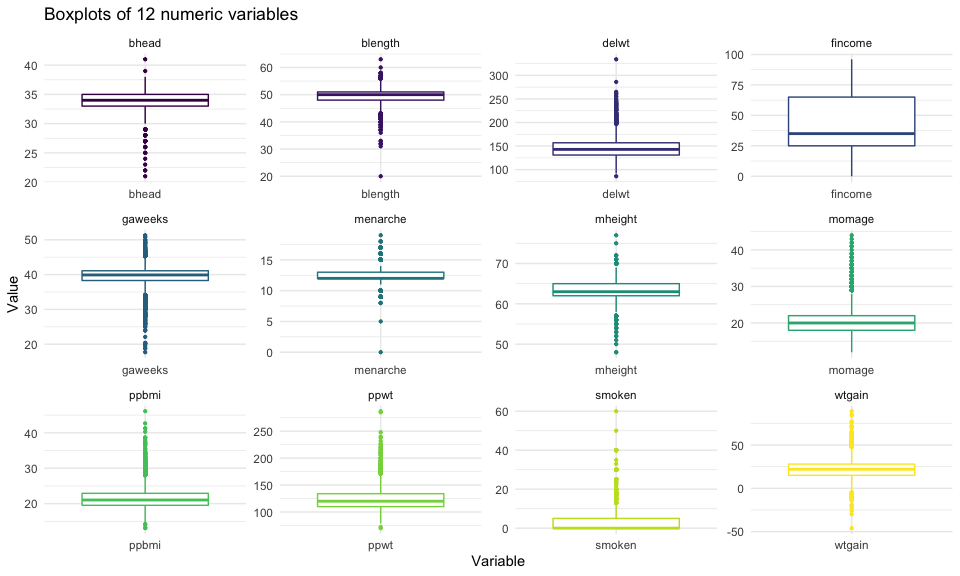 Boxplots of 12 numeric variables
bhead
blength
delwt
fincome
40
35
30
25
20
60
50
40
30
20
300
250
200
150
100
100
75
50
25
0
bhead
blength
delwt
fincome
gaweeks
menarche
mheight
momage
50
40
30
20
15
10
5
0
70
60
50
40
30
20
gaweeks
menarche
mheight
momage
ppbmi
ppwt
smoken
wtgain
40
30
20
250
200
150
100
60
40
20
0
50
0
-50
ppbmi
ppwt
smoken
wtgain
Value
Variable